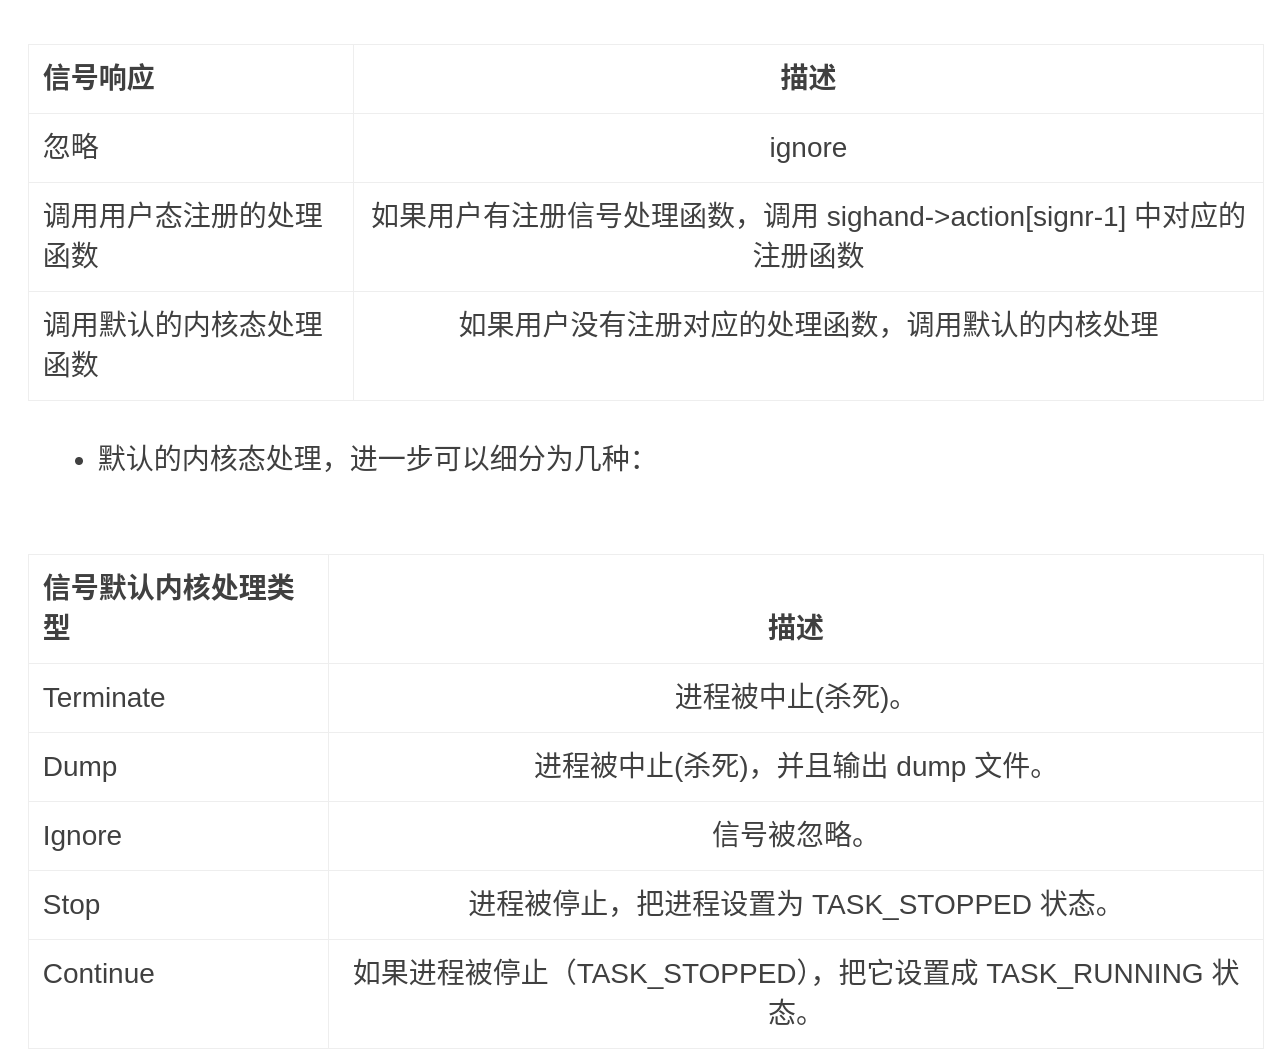 信号响应
描述
忽略
ignore
调用用户态注册的处理
函数
如果用户有注册信号处理函数，调用 sighand->action[signr-1] 中对应的
注册函数
调用默认的内核态处理
函数
如果用户没有注册对应的处理函数，调用默认的内核处理
• 默认的内核态处理，进一步可以细分为几种：
信号默认内核处理类
型
描述
Terminate
进程被中止(杀死)。
Dump
进程被中止(杀死)，并且输出 dump 文件。
Ignore
信号被忽略。
Stop
进程被停止，把进程设置为 TASK_STOPPED 状态。
Continue
如果进程被停止（TASK_STOPPED），把它设置成 TASK_RUNNING 状
态。